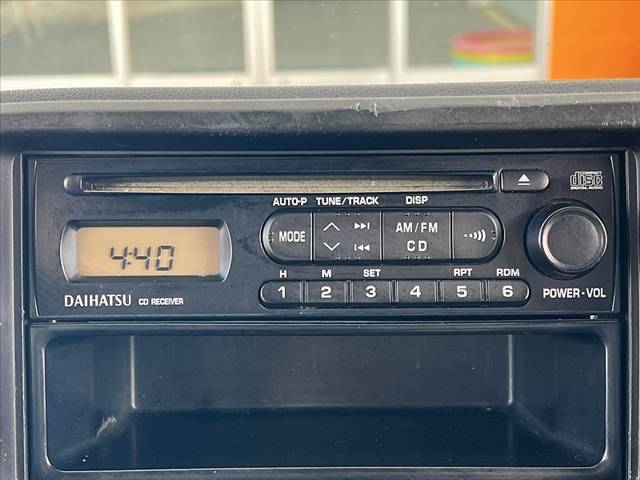 COMPACT
disc
DIGITAL AUDIO
AUTO-P TUNE/TRACK DISP
MODE AM/FM
CD
4:40
H M SET RPT RDM
1 2 3 4 5 6
DAIHATSU CD RECEIVER
POWER-VOL